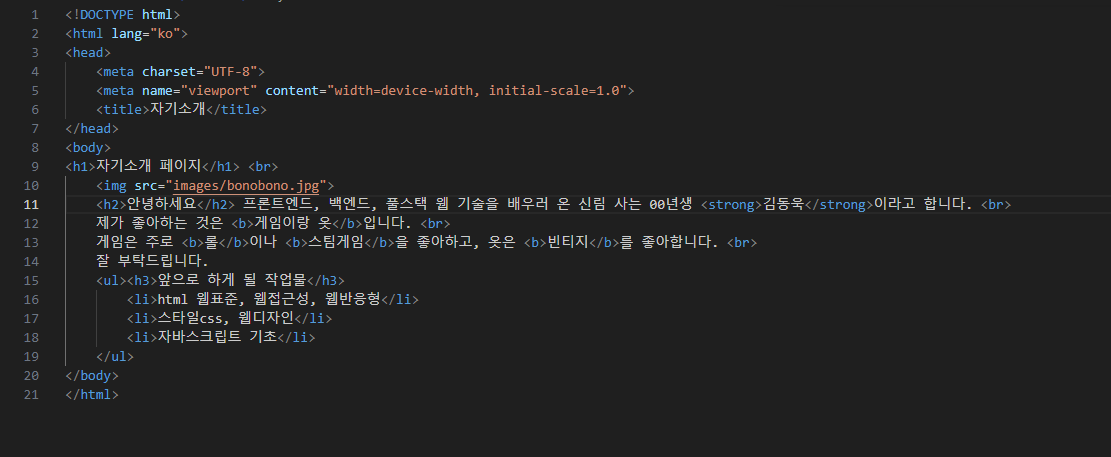 1 <!DOCTYPE html>
2 <html lang="ko">
3 <head>
4 <meta charset="UTF-8">
5 <meta name="viewport" content="width=device-width, initial-scale=1.0">
6 <title>자기소개</title>
7 </head>
8 <body>
9 <h1>자기소개 페이지</h1> <br>
10 <img src="images/bonobono.jpg">
11 <h2>안녕하세요</h2> 프론트엔드, 백엔드, 풀스택 웹 기술을 배우러 온 신림 사는 00년생 <strong>김동욱</strong>이라고 합니다. <br>
12 제가 좋아하는 것은 <b>게임이랑 옷</b>입니다. <br>
13 게임은 주로 <b>롤</b>이나 <b>스팀게임</b>을 좋아하고, 옷은 <b>빈티지</b>를 좋아합니다. <br>
14 잘 부탁드립니다.
15 <ul><h3>앞으로 하게 될 작업물</h3>
16 <li>html 웹표준, 웹접근성, 웹반응형</li>
17 <li>스타일css, 웹디자인</li>
18 <li>자바스크립트 기초</li>
19 </ul>
20 </body>
21 </html>